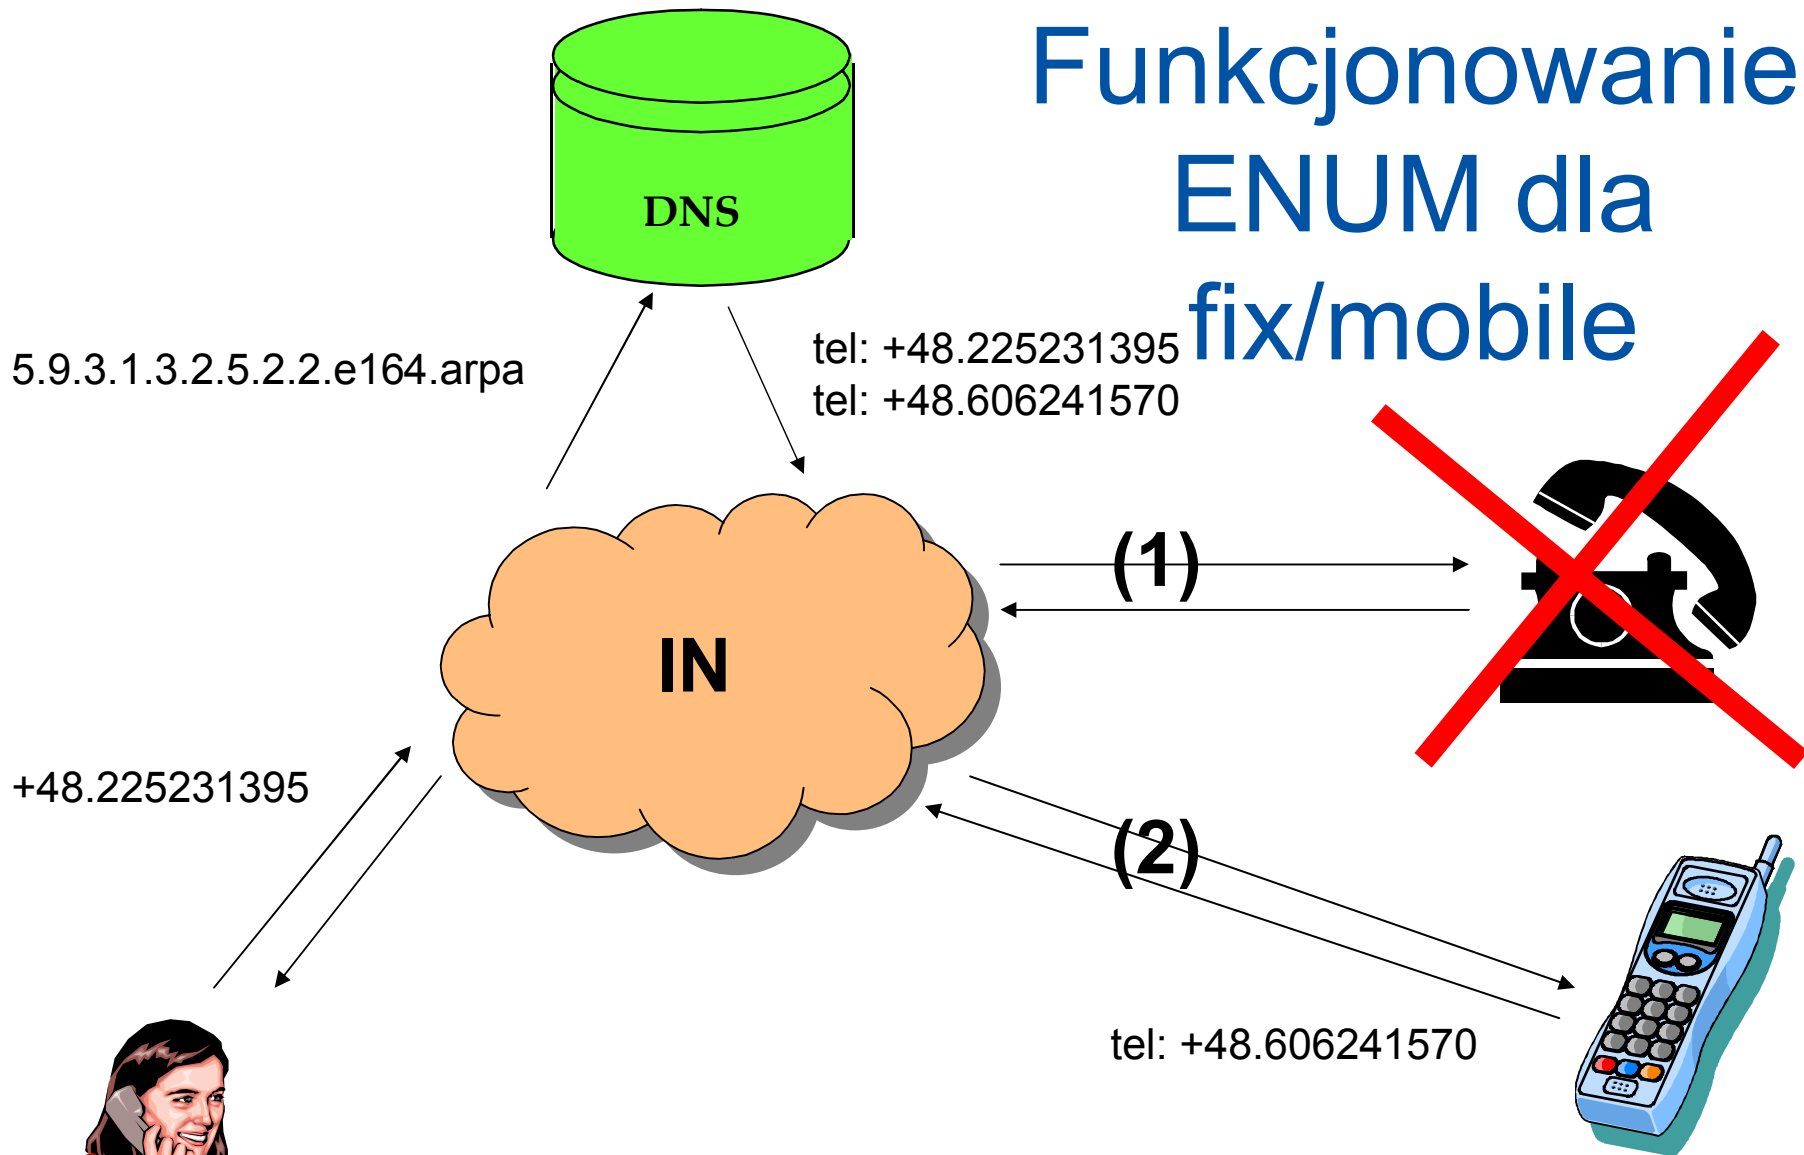 Funkcjonowanie
ENUM dla
fix/mobile
DNS
5.9.3.1.3.2.5.2.2.e164.arpa
tel: +48.225231395
tel: +48.606241570
(1)
IN
+48.225231395
(2)
tel: +48.606241570